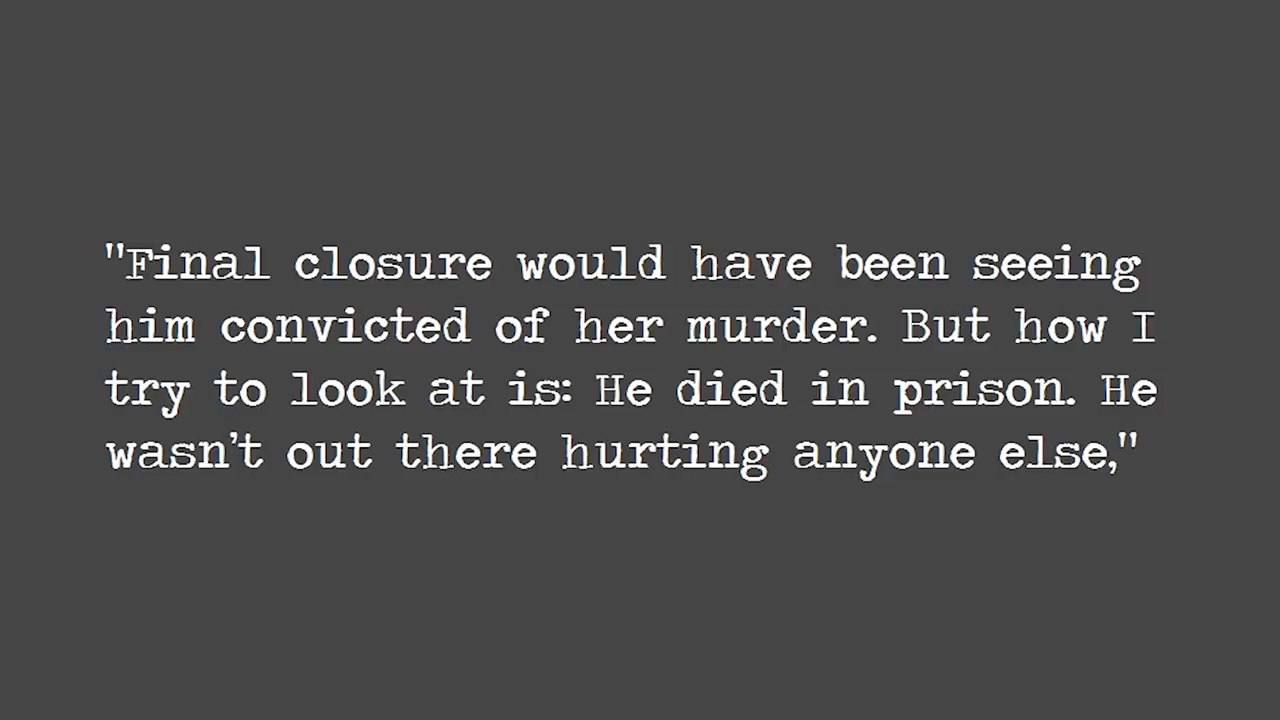 "Final closure would have been seeing
him convicted of her murder. But how I
try to look at is: He died in prison. He
wasn't out there hurting anyone else,"